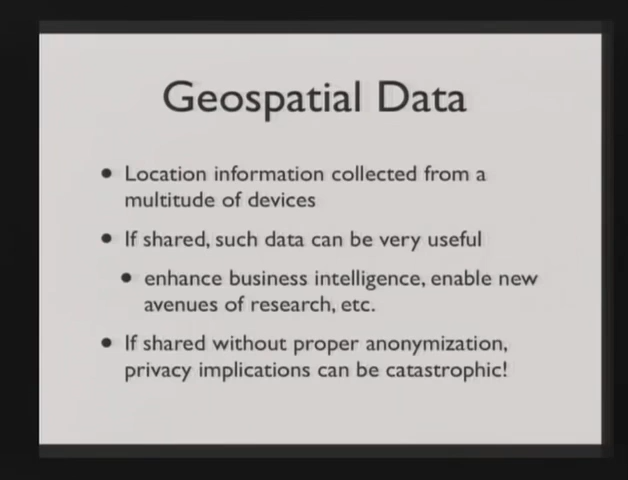 Geospatial Data
• Location information collected from a
multitude of devices
• If shared, such data can be very useful
• enhance business intelligence, enable new
avenues of research, etc.
• If shared without proper anonymization,
privacy implications can be catastrophic!